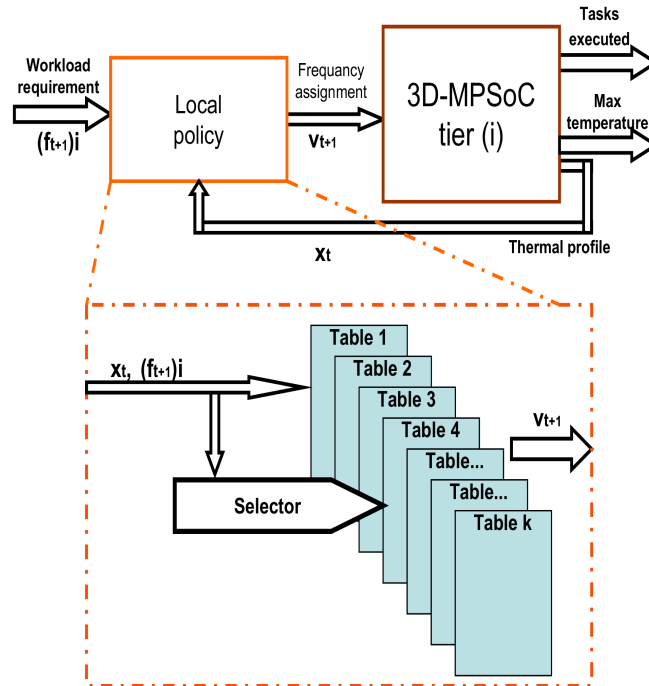 Tasks
executed
Workload
requirement
(ft+1)i
Local
policy
Frequancy
assignment
vt+1
3D-MPSoC
tier (i)
Max
temperature
xt
Thermal profile
Table 1
Table 2
Table 3
Table 4
Table...
Table...
Table k
xt, (ft+1)i
Selector
vt+1